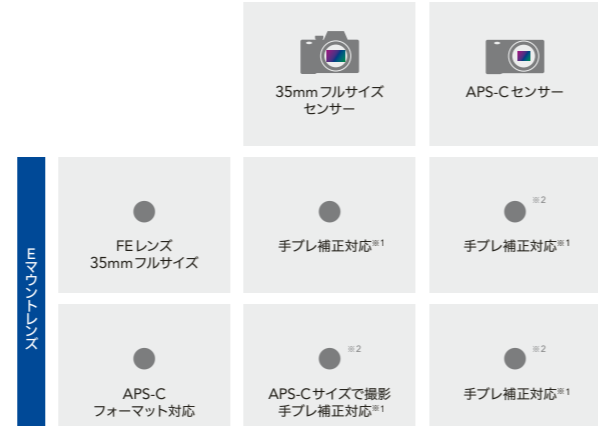 35mmフルサイズ
センサー
APS-Cセンサー
Eマウントレンズ
●
FEレンズ
35mmフルサイズ
●
手ブレ補正対応※1
● ※2
手ブレ補正対応※1
●
APS-C
フォーマット対応
● ※2
APS-Cサイズで撮影
手ブレ補正対応※1
● ※2
手ブレ補正対応※1